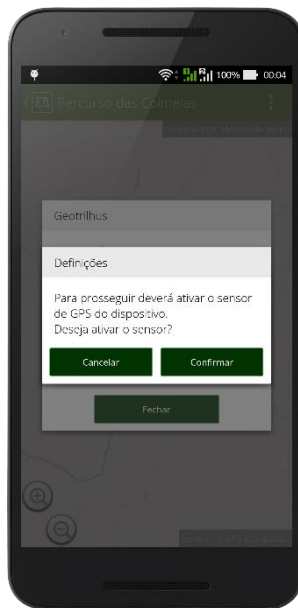 100% 00:04
Percurso das Colmeias
Geotrilhus
Definições
Para prosseguir deverá ativar o sensor
de GPS do dispositivo.
Deseja ativar o sensor?
Cancelar Confirmar
Fechar